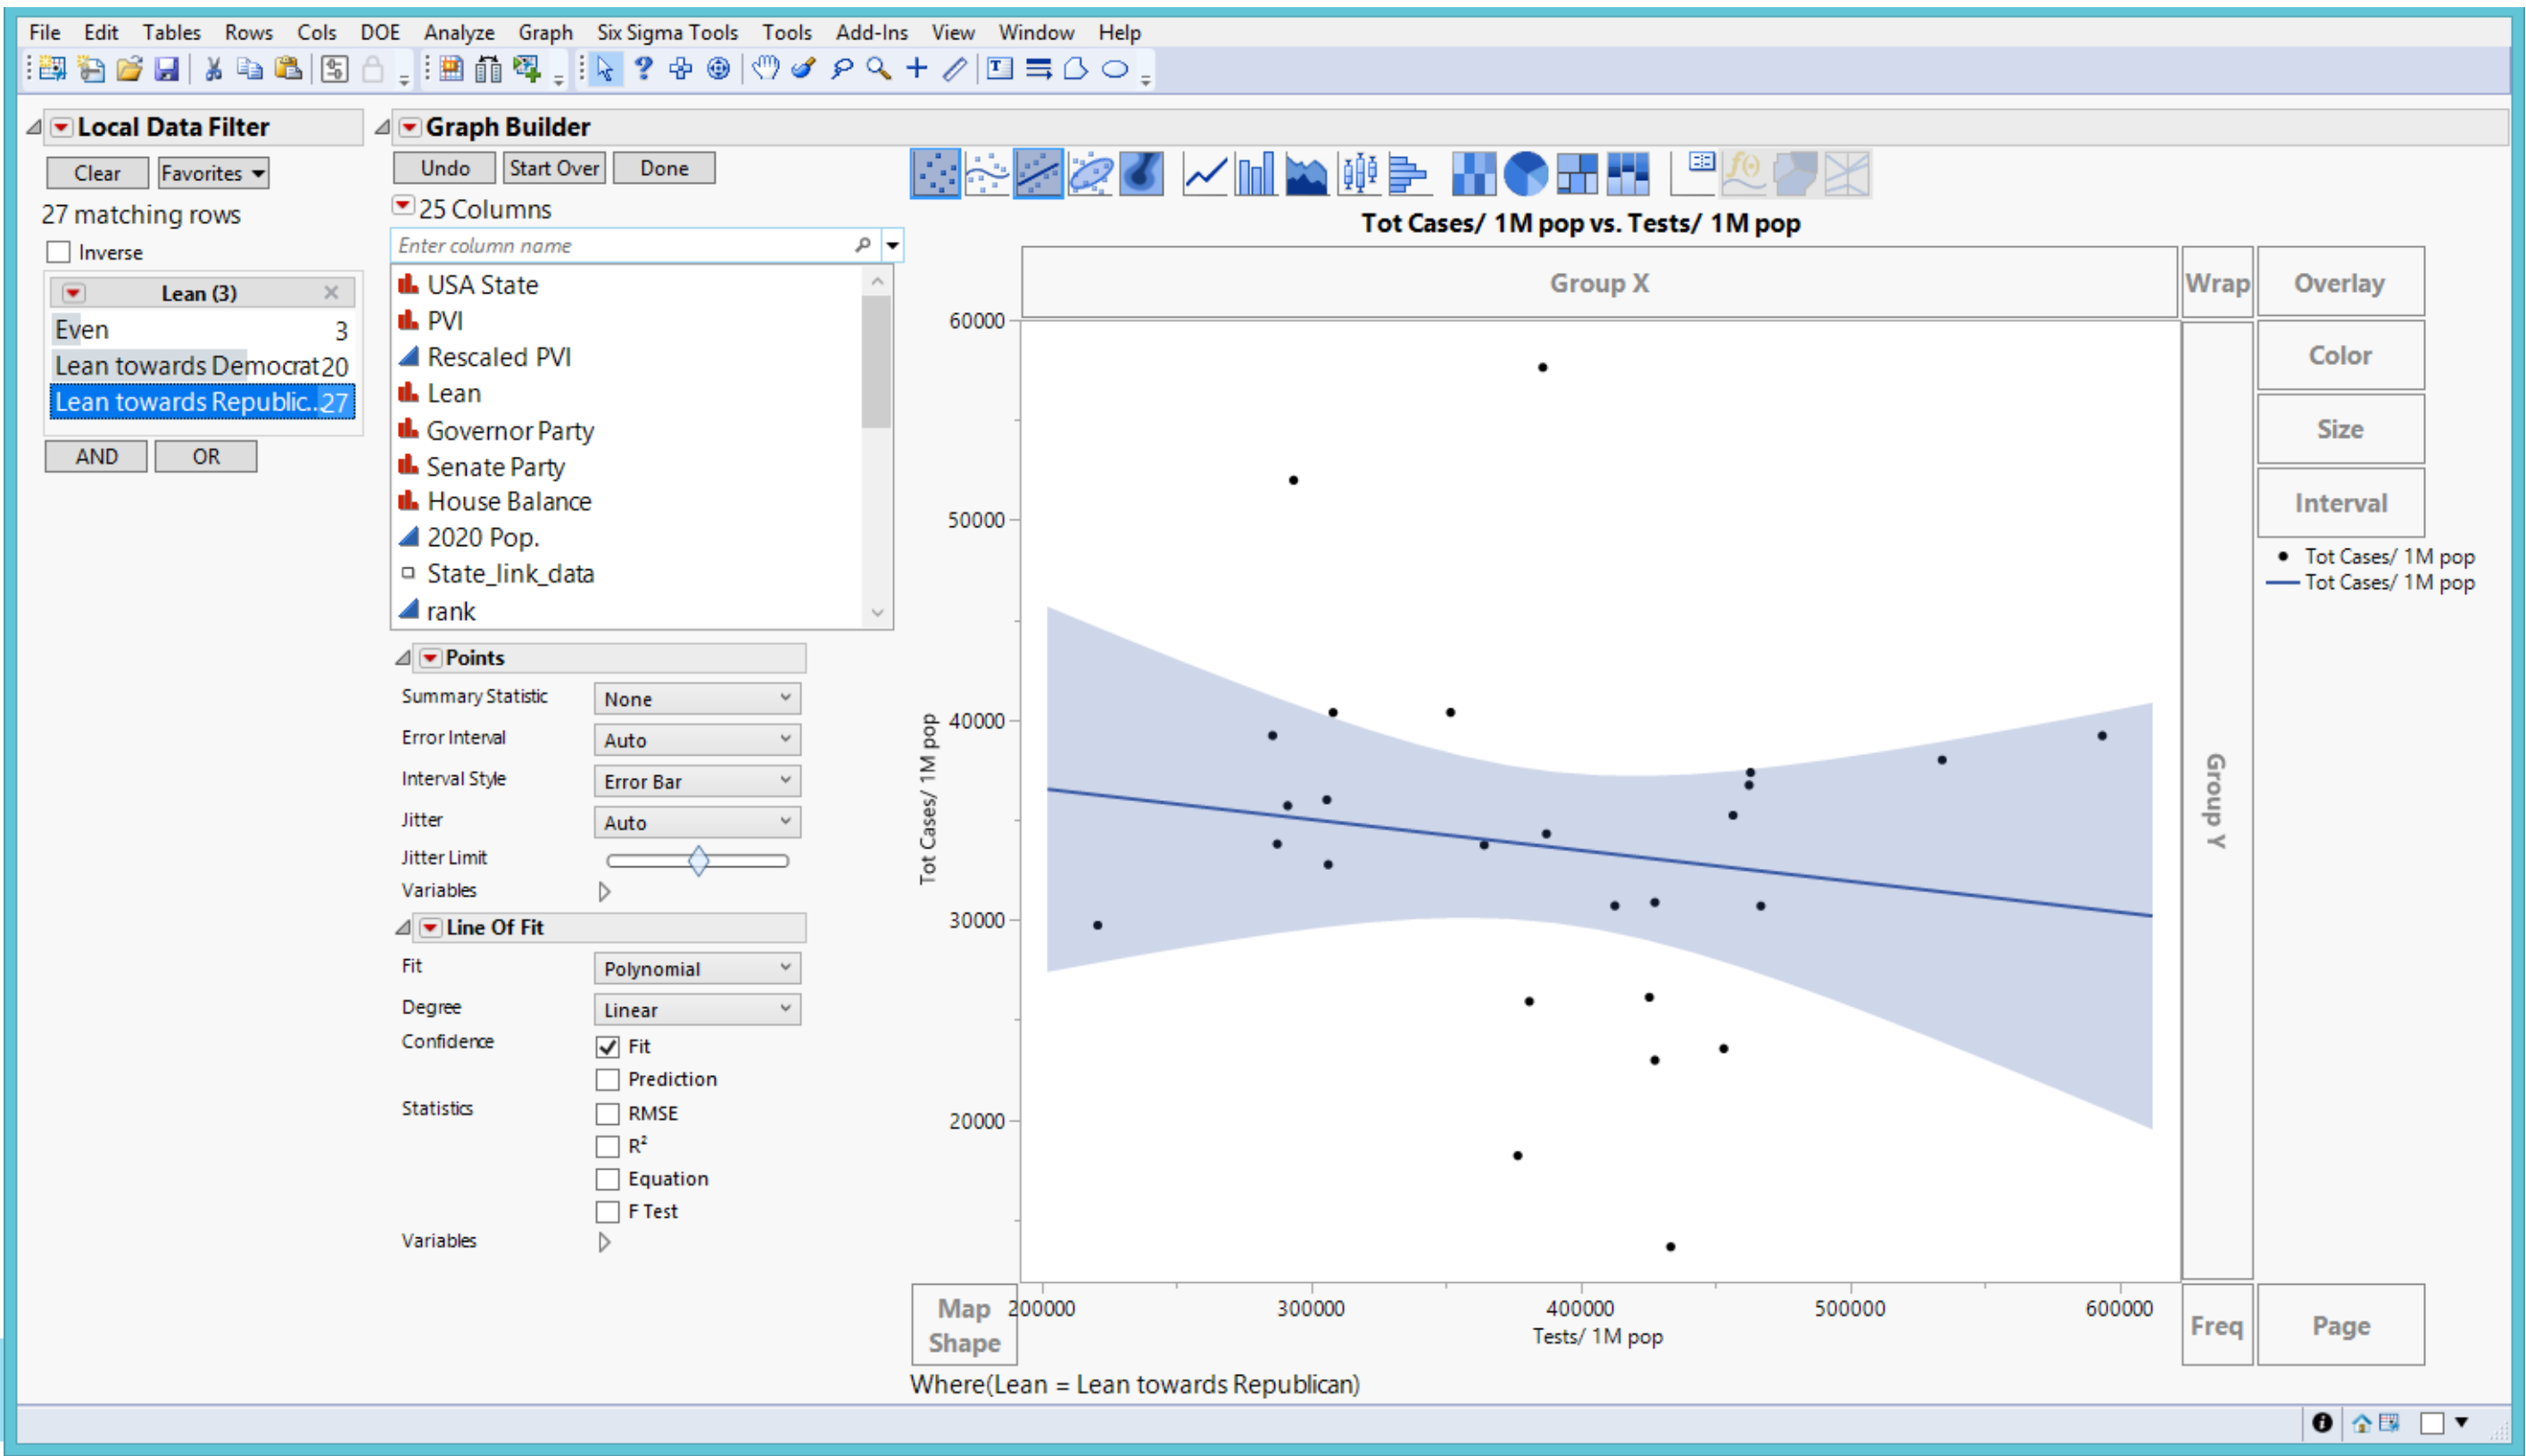 File Edit Tables Rows Cols DOE Analyze Graph Six Sigma Tools Tools Add-Ins View Window Help
Local Data Filter
Clear Favorites
27 matching rows
Inverse
Lean (3)
Even 3
Lean towards Democrat 20
Lean towards Republic... 27
AND OR
Graph Builder
Undo Start Over Done
25 Columns
Enter column name
USA State
PVI
Rescaled PVI
Lean
Governor Party
Senate Party
House Balance
2020 Pop.
State_link_data
rank
Points
Summary Statistic None
Error Interval Auto
Interval Style Error Bar
Jitter Auto
Jitter Limit
Variables
Line Of Fit
Fit Polynomial
Degree Linear
Confidence Fit
Prediction
Statistics RMSE
R²
Equation
F Test
Variables
Tot Cases/ 1M pop vs. Tests/ 1M pop
Group X
Wrap
Overlay
Color
Size
Interval
Tot Cases/ 1M pop
Tot Cases/ 1M pop
Group Y
60000
50000
40000
30000
20000
Tot Cases/ 1M pop
Map
Shape
200000 300000 400000 500000 600000
Tests/ 1M pop
Freq
Page
Where(Lean = Lean towards Republican)